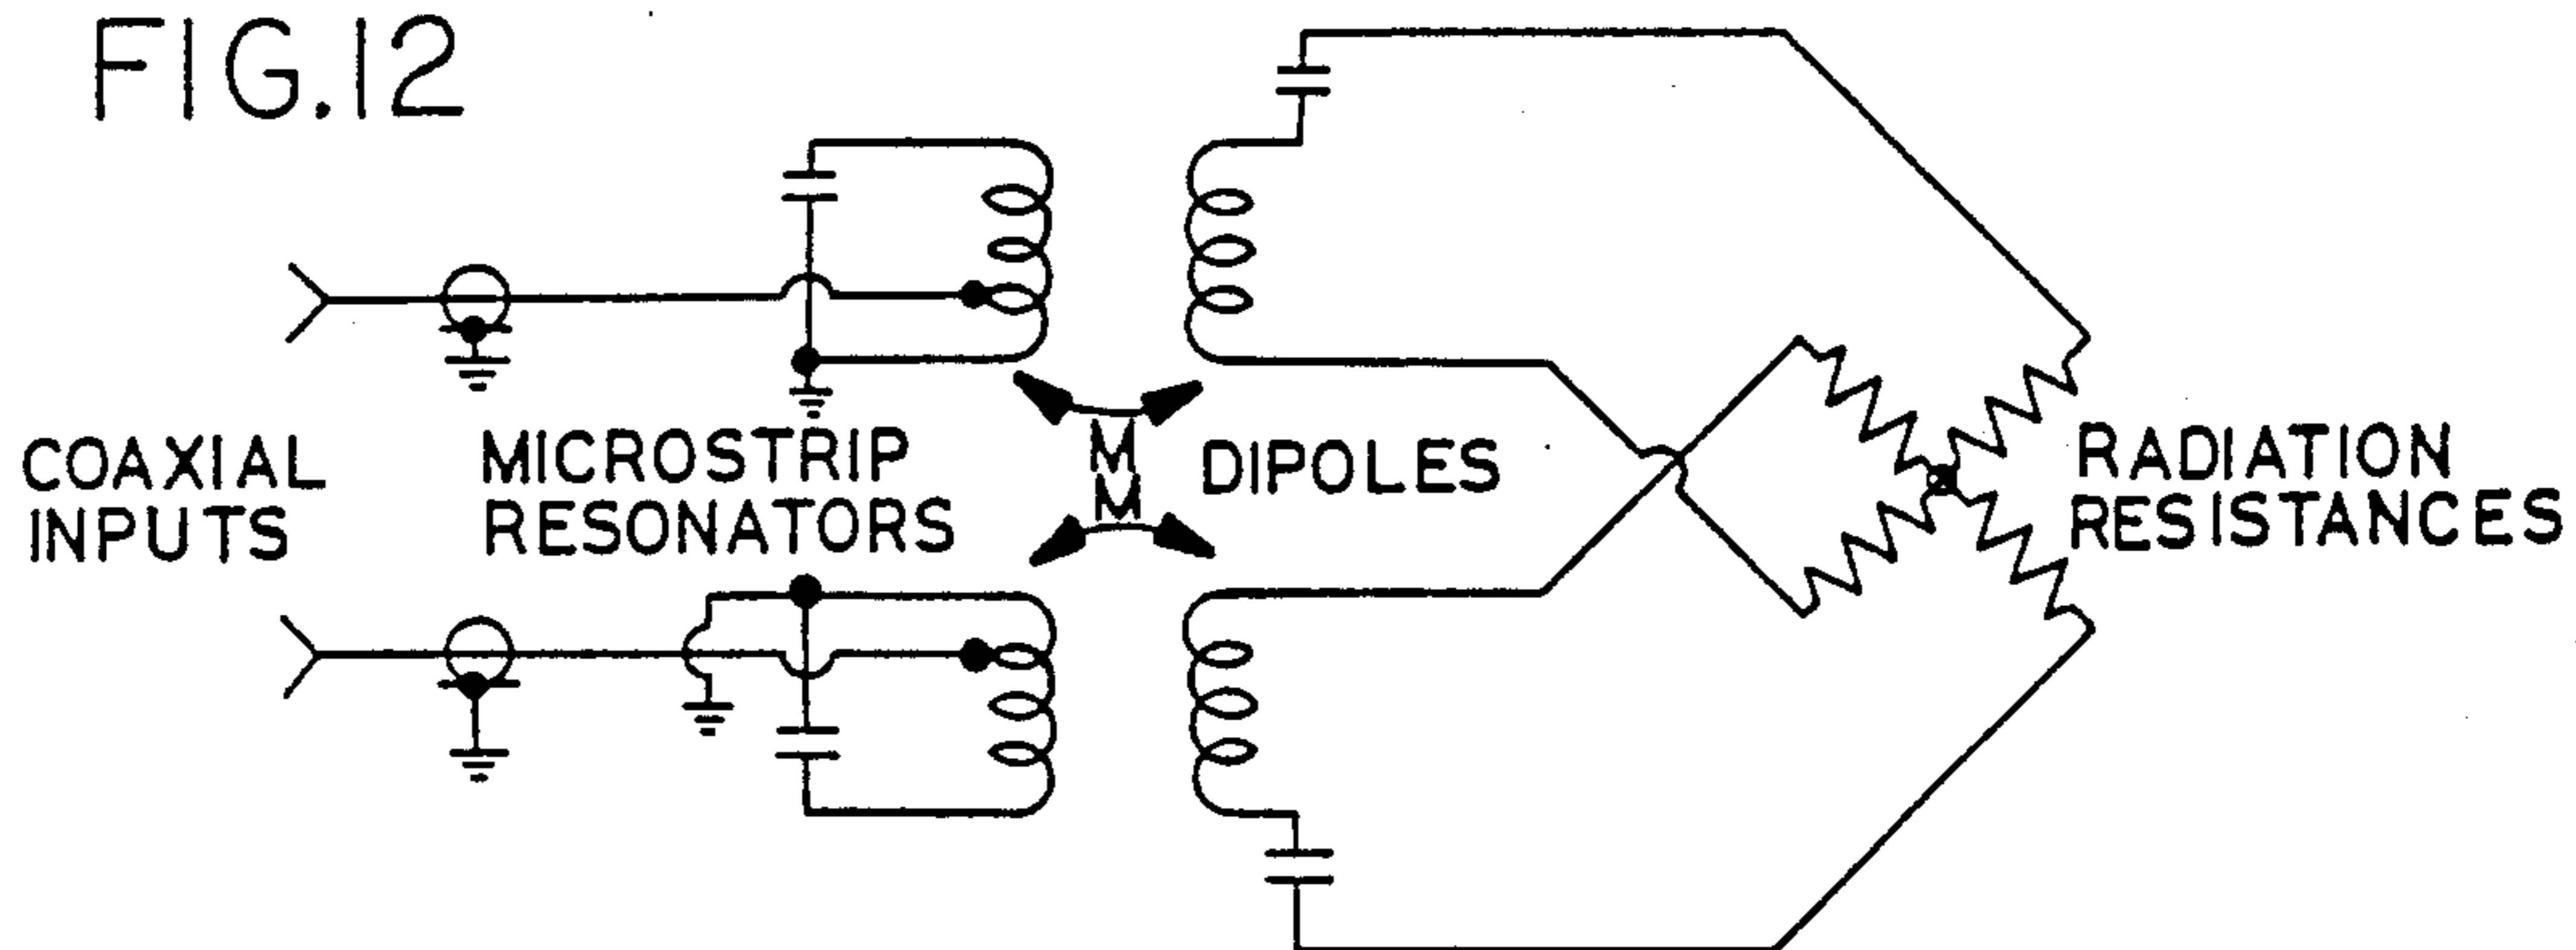 FIG.12
COAXIAL
INPUTS
MICROSTRIP
RESONATORS
M
M
DIPOLES
RADIATION
RESISTANCES